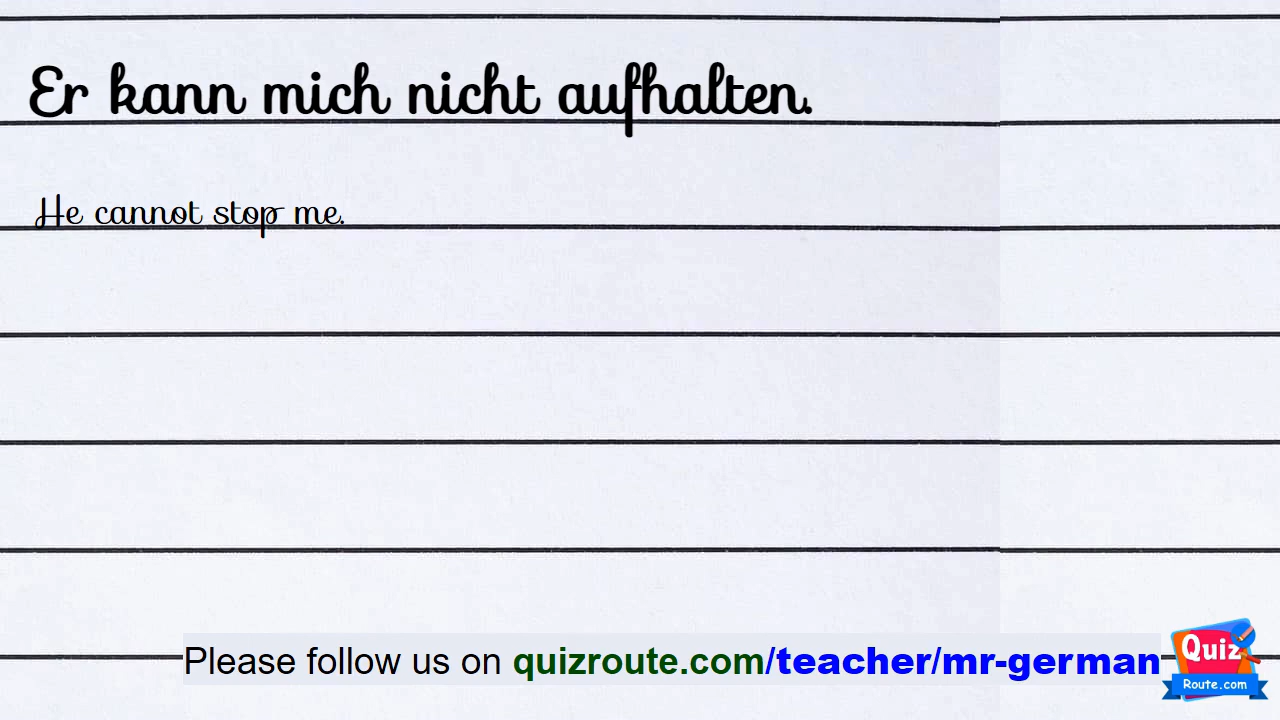 Er kann mich nicht aufhalten.
He cannot stop me.
Please follow us on quizroute.com/teacher/mr-german
Quiz
Route.com